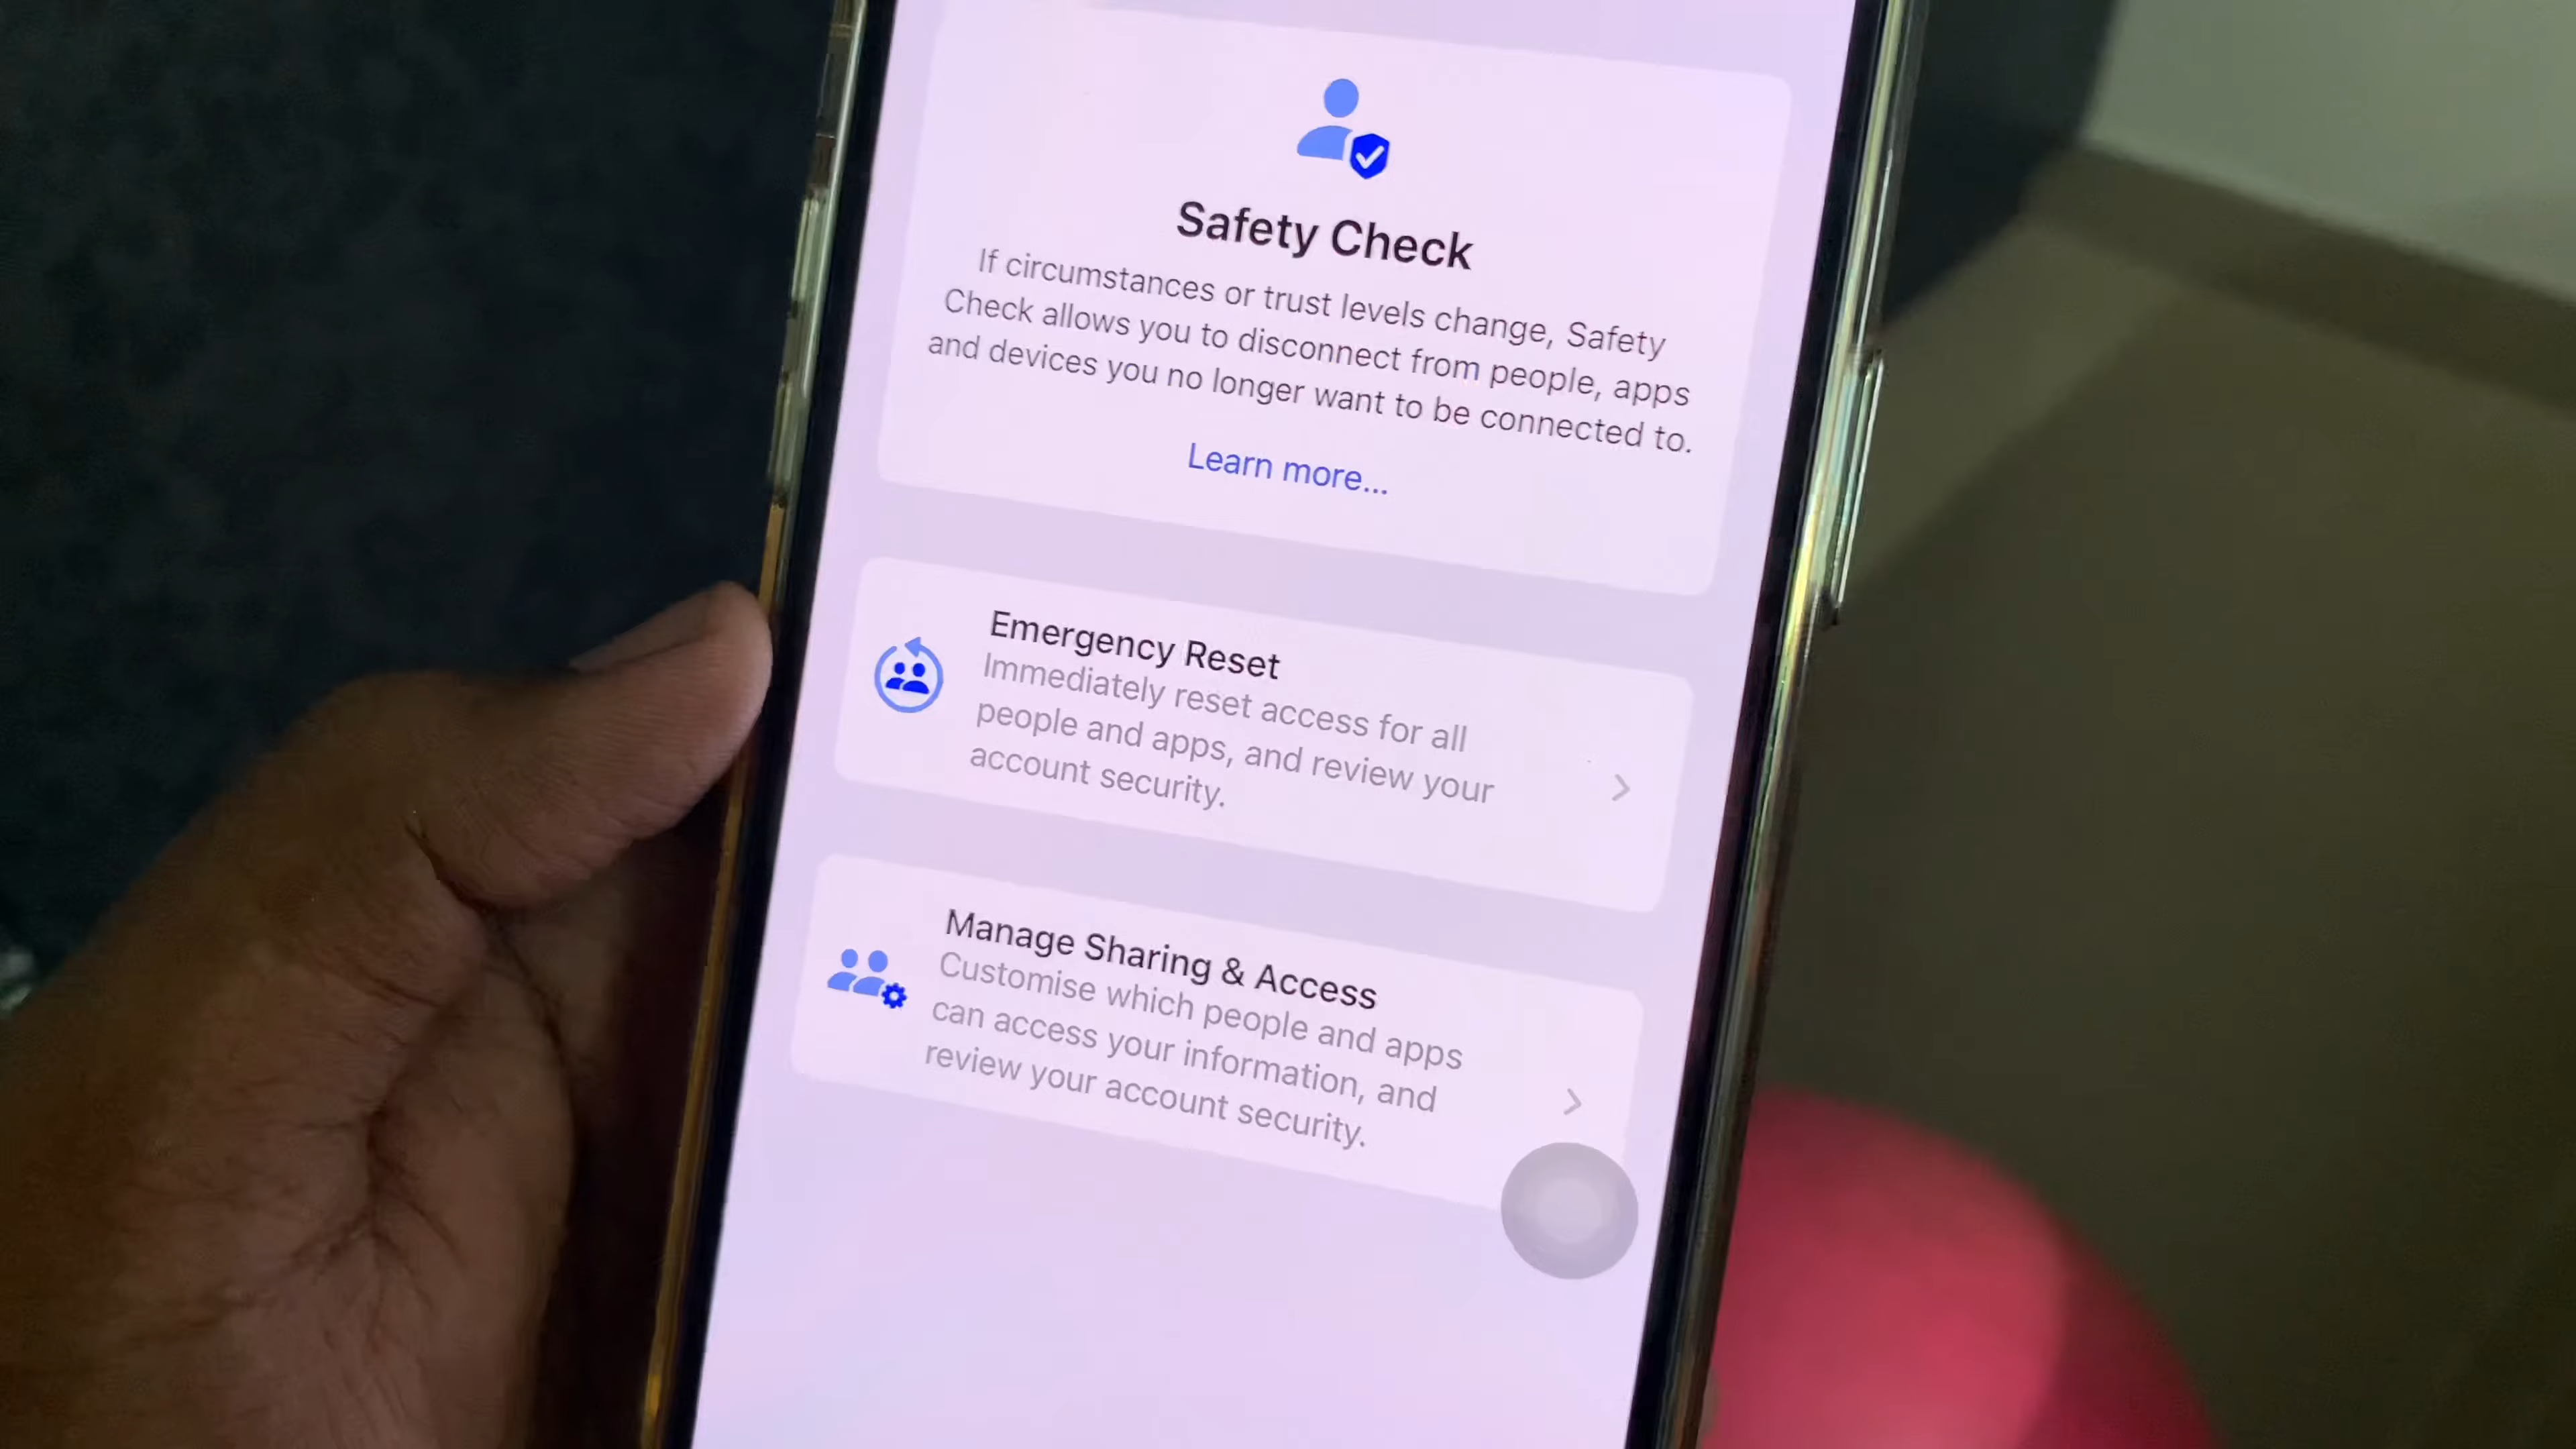 Safety Check
If circumstances or trust levels change, Safety
Check allows you to disconnect from people, apps
and devices you no longer want to be connected to.
Learn more...
Emergency Reset
Immediately reset access for all
people and apps, and review your
account security.
Manage Sharing & Access
Customise which people and apps
can access your information, and
review your account security.